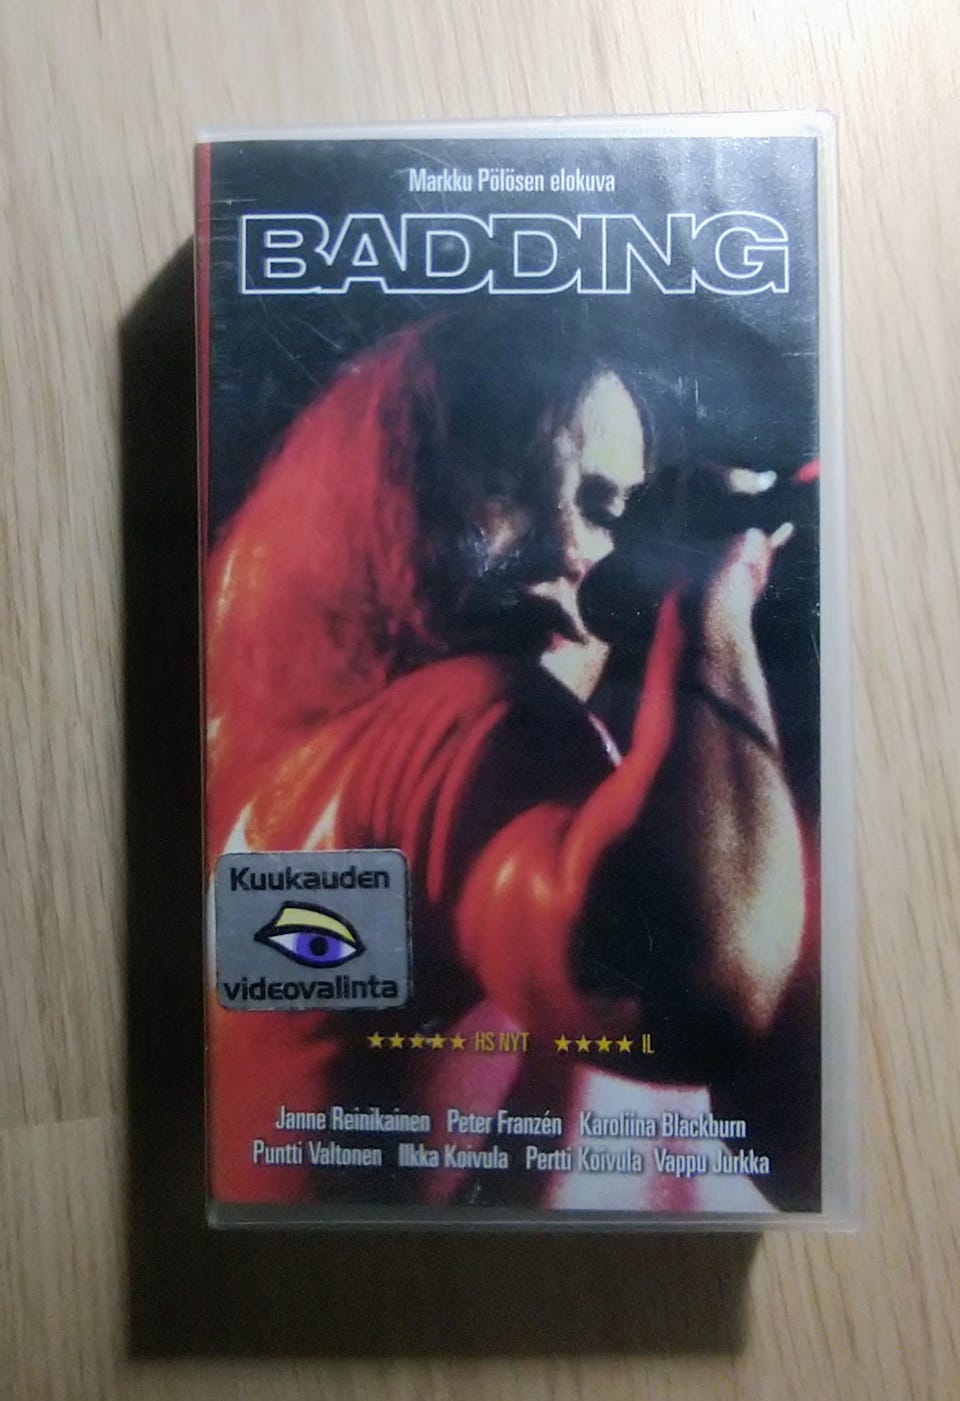 Markku Pölösen elokuva
BADDING
Kuukauden
videovalinta
★★★★★ HS NYT ★★★★ IL
Janne Reinikainen Peter Franzén Karoliina Blackburn
Puntti Valtonen Ilkka Koivula Pertti Koivula Vappu Jurkka